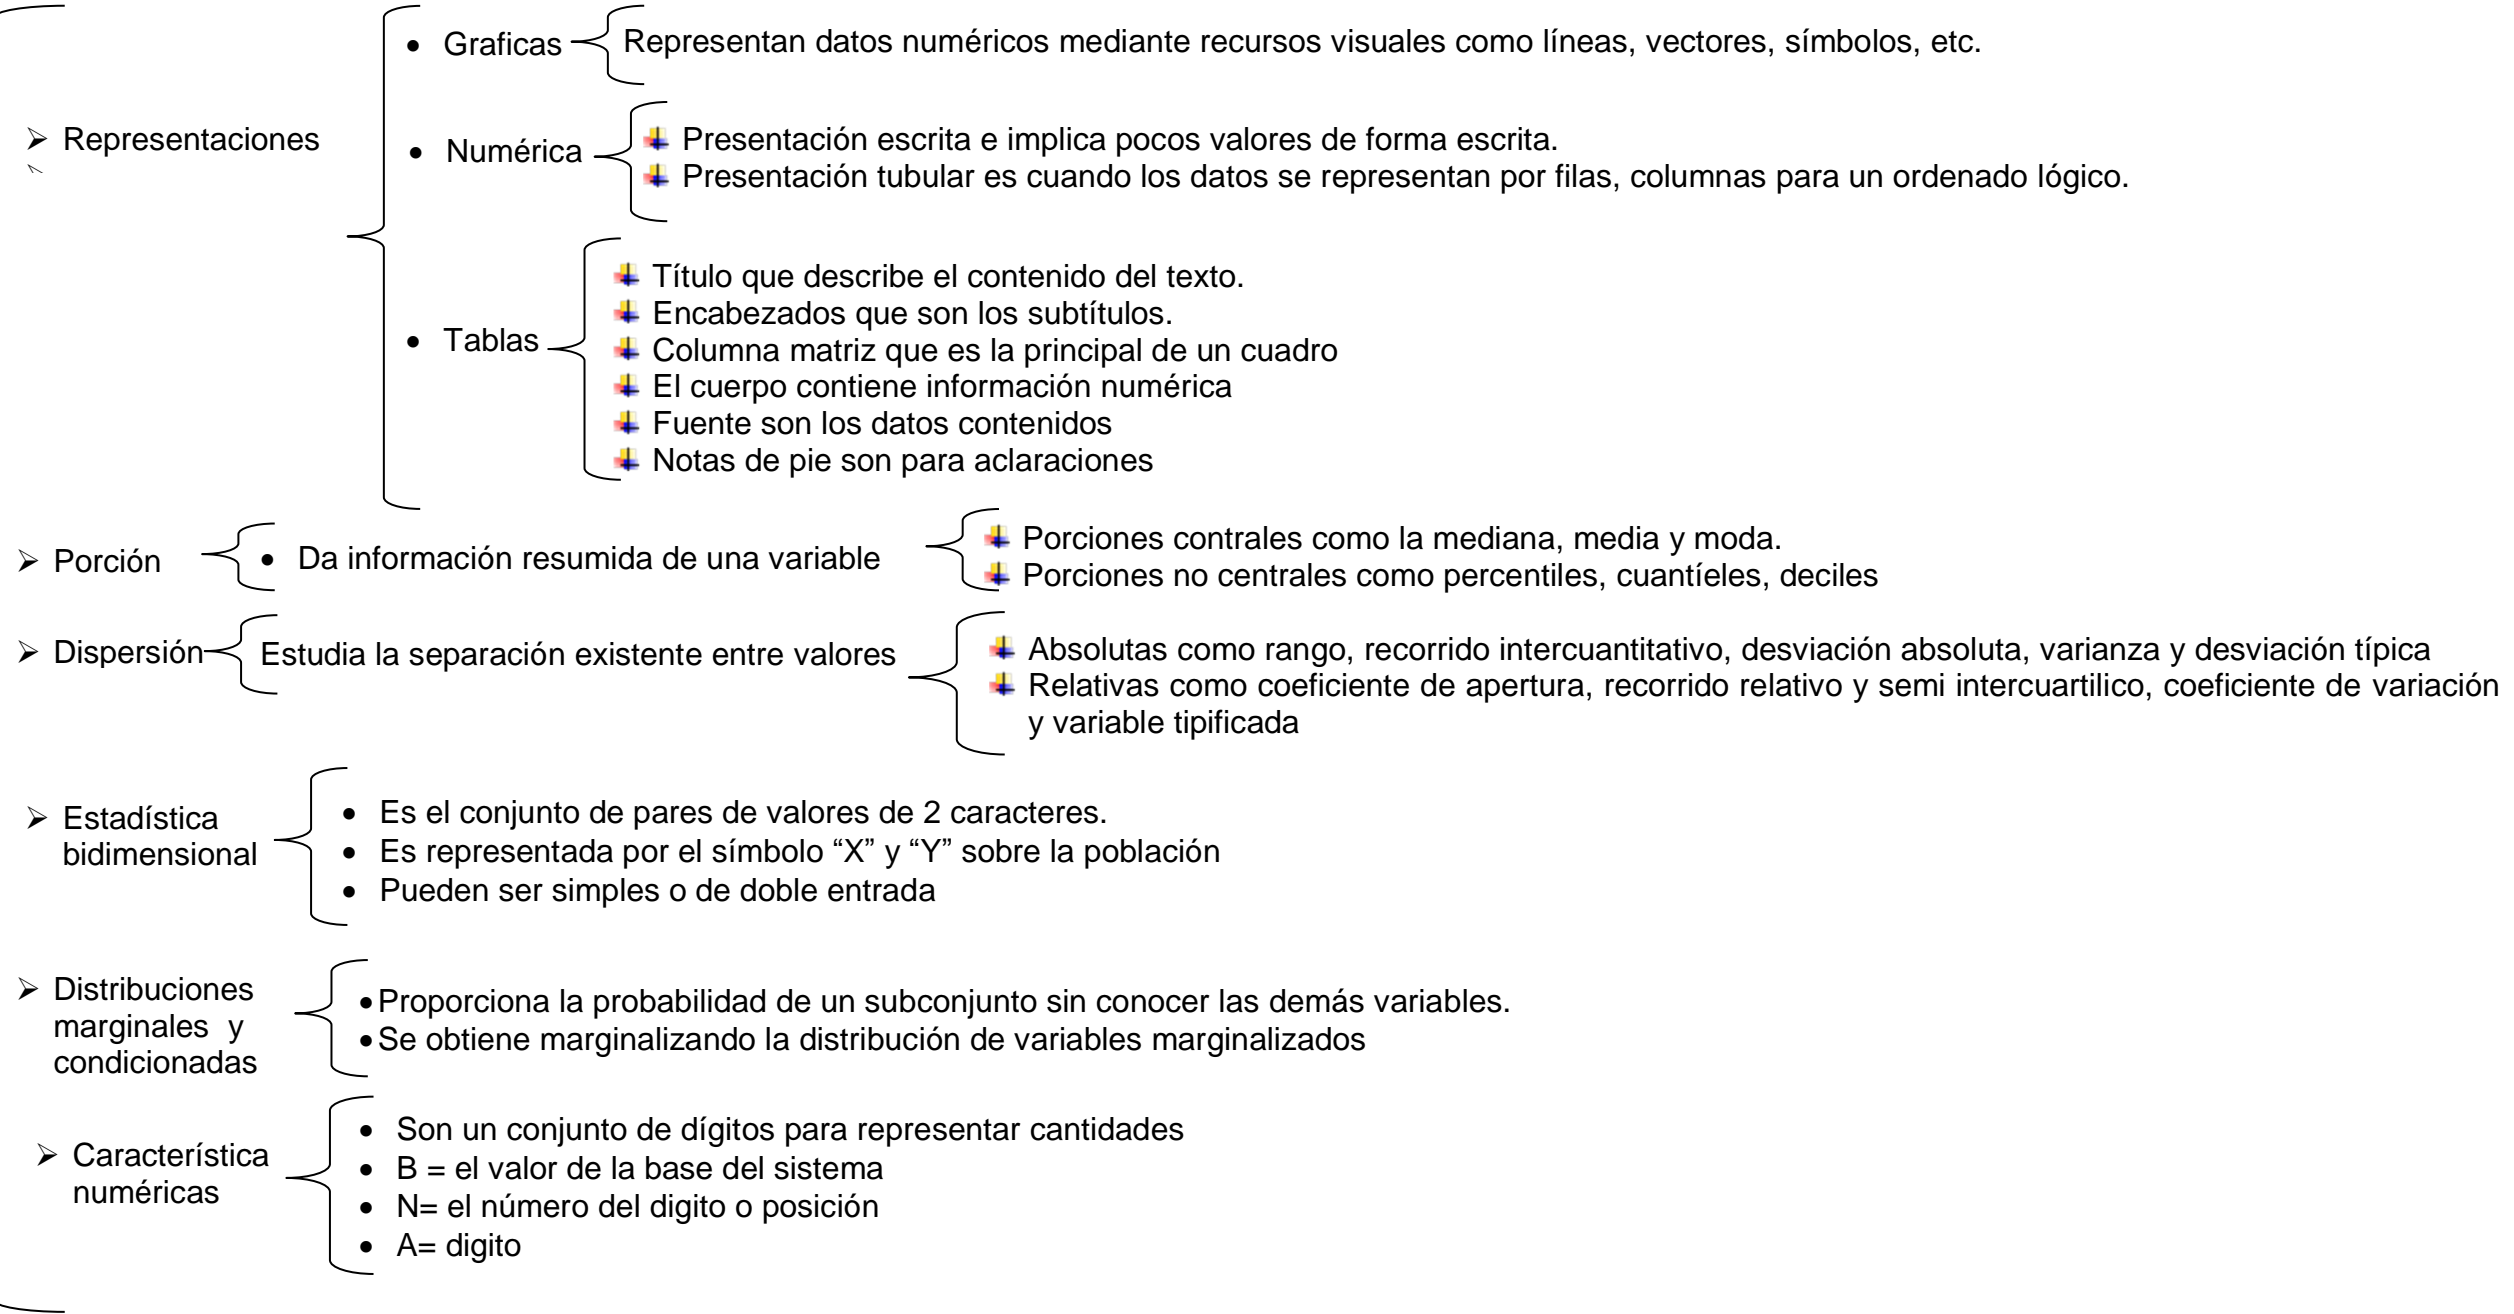 Graficas
Representan datos numéricos mediante recursos visuales como líneas, vectores, símbolos, etc.
Representaciones
Numérica
Presentación escrita e implica pocos valores de forma escrita.
Presentación tubular es cuando los datos se representan por filas, columnas para un ordenado lógico.
Tablas
Título que describe el contenido del texto.
Encabezados que son los subtítulos.
Columna matriz que es la principal de un cuadro
El cuerpo contiene información numérica
Fuente son los datos contenidos
Notas de pie son para aclaraciones
Porción
Da información resumida de una variable
Porciones contrales como la mediana, media y moda.
Porciones no centrales como percentiles, cuantíeles, deciles
Dispersión
Estudia la separación existente entre valores
Absolutas como rango, recorrido intercuantitativo, desviación absoluta, varianza y desviación típica
Relativas como coeficiente de apertura, recorrido relativo y semi intercuartilico, coeficiente de variación
y variable tipificada
Estadística
bidimensional
Es el conjunto de pares de valores de 2 caracteres.
Es representada por el símbolo “X” y “Y” sobre la población
Pueden ser simples o de doble entrada
Distribuciones
marginales y
condicionadas
Proporciona la probabilidad de un subconjunto sin conocer las demás variables.
Se obtiene marginalizando la distribución de variables marginalizados
Característica
numéricas
Son un conjunto de dígitos para representar cantidades
B = el valor de la base del sistema
N= el número del digito o posición
A= digito